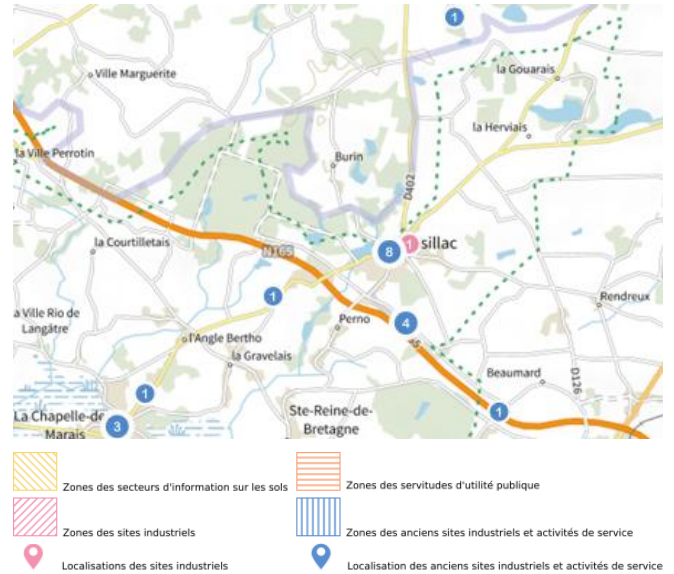 1
la Gouarais
Ville Marguerite
la Herviais
la Ville Perrotin
Burin
D402
8
1
sillac
la Courtilletais
N165
1
Rendreux
a Ville Rio de
Langâtre
Perno
4
l'Angle Bertho
la Gravelais
Beaumard
D126
1
La Chapelle-de
Marais
3
Ste-Reine-de-
Bretagne
1
Zones des secteurs d'information sur les sols
Zones des servitudes d'utilité publique
Zones des sites industriels
Zones des anciens sites industriels et activités de service
Localisations des sites industriels
Localisation des anciens sites industriels et activités de service